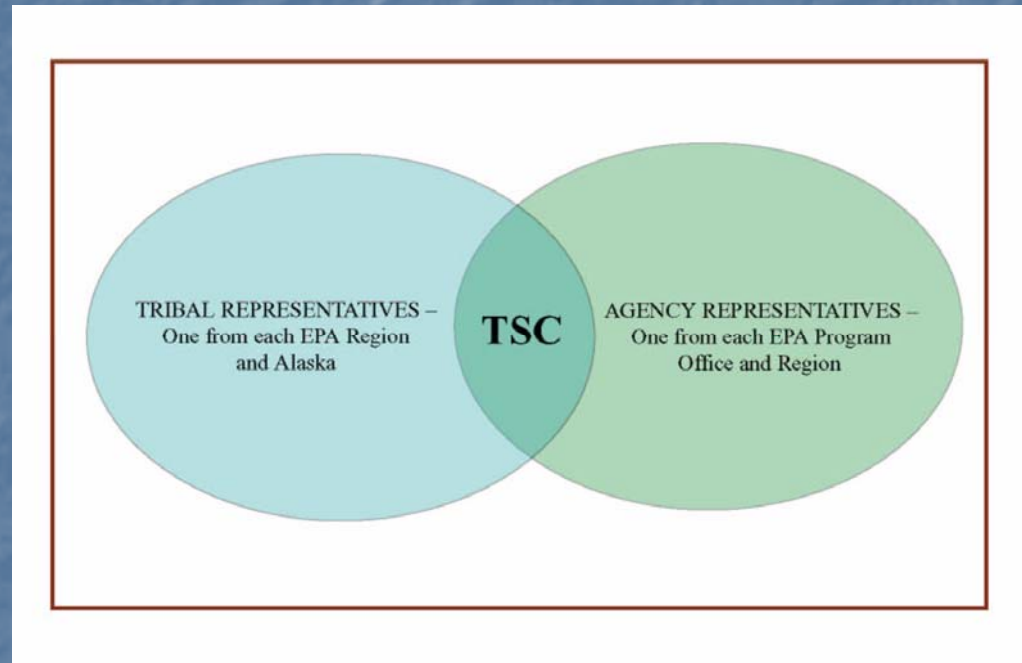 TRIBAL REPRESENTATIVES –
One from each EPA Region
and Alaska
TSC
AGENCY REPRESENTATIVES –
One from each EPA Program
Office and Region